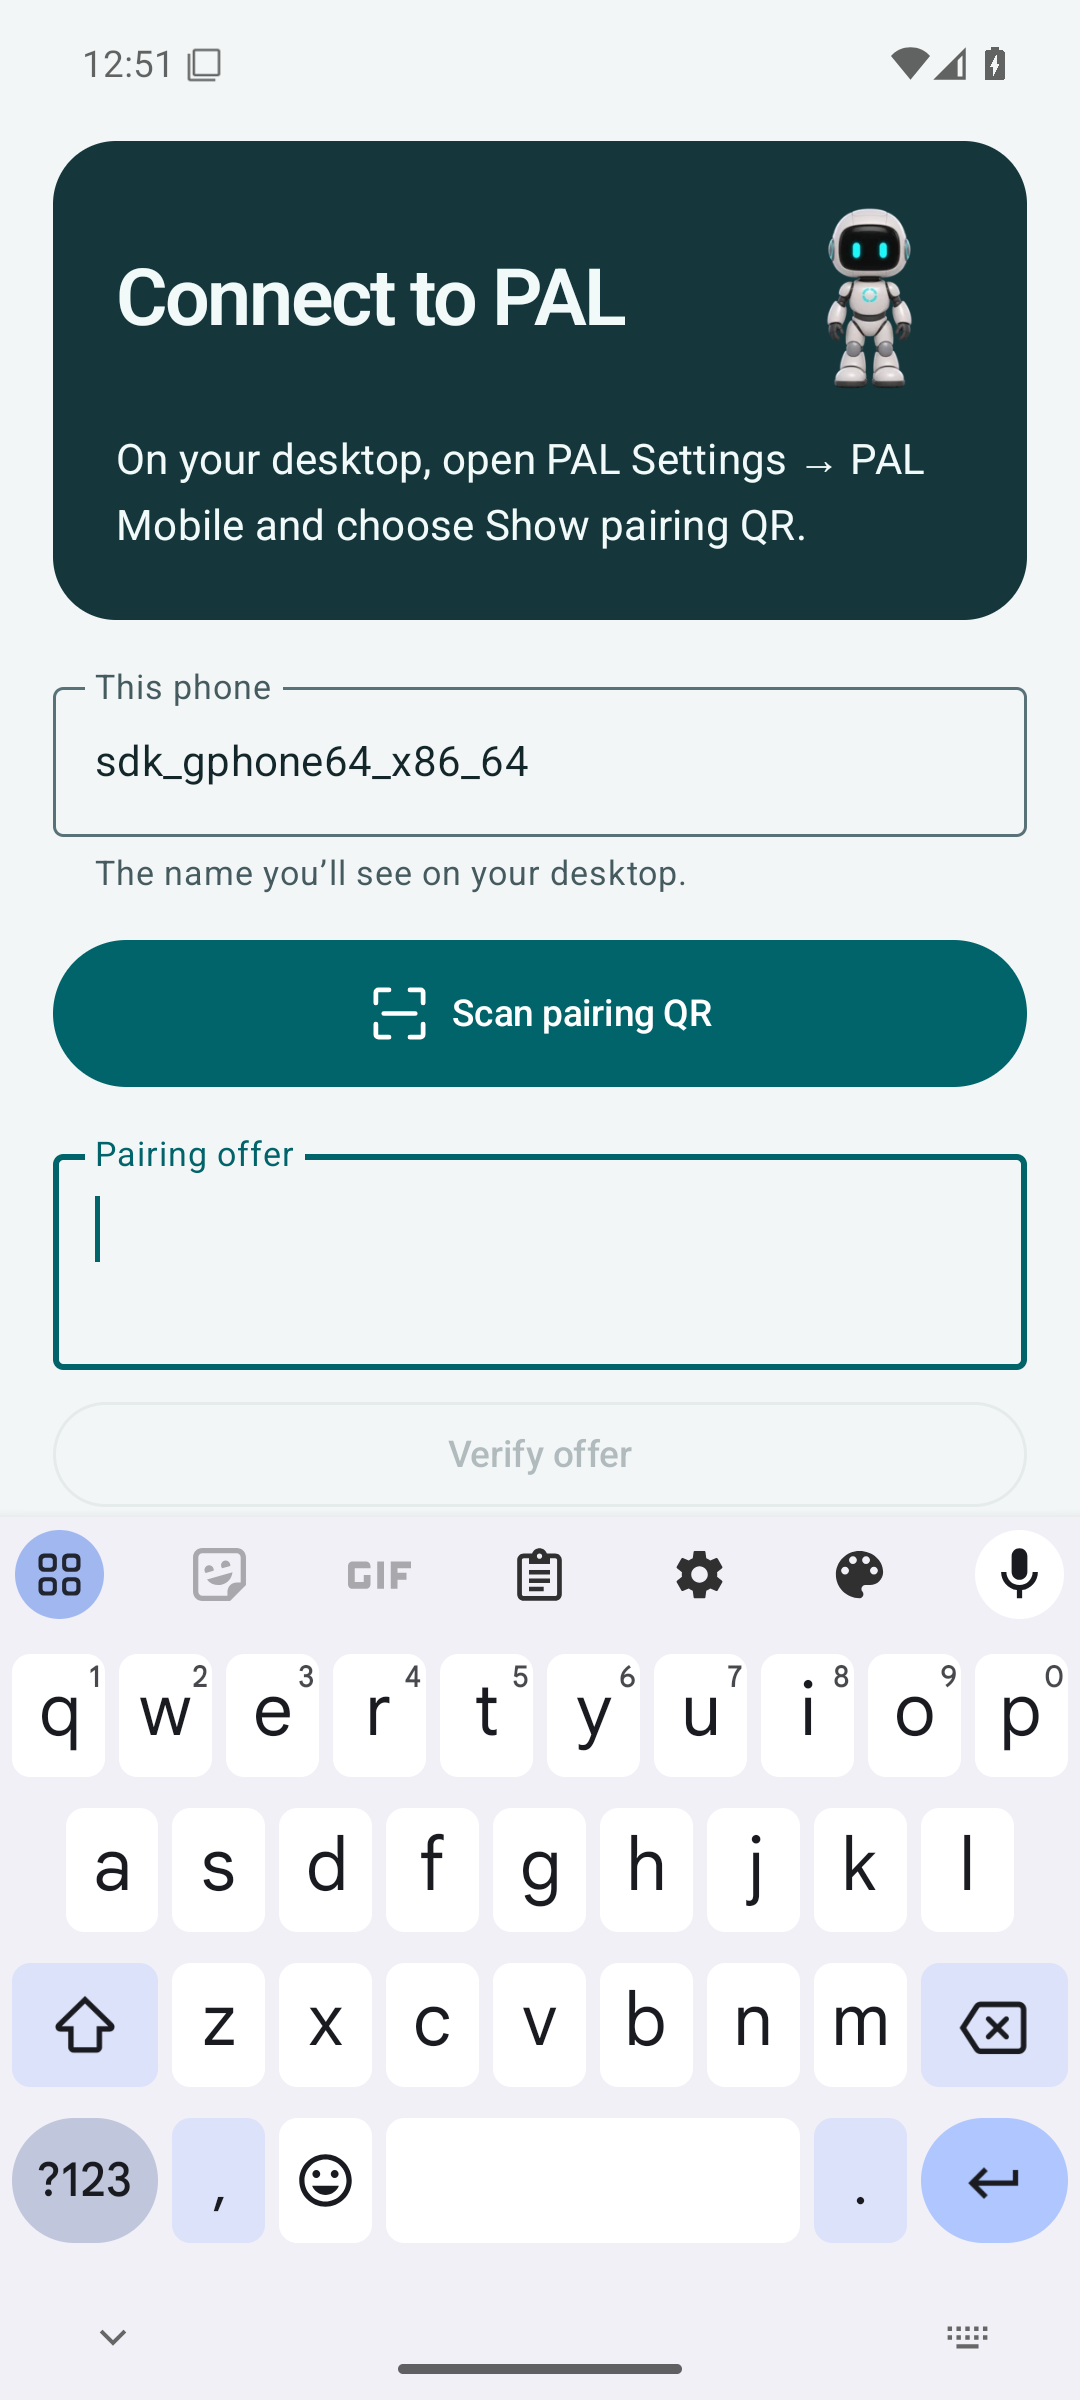 12:51
Connect to PAL
On your desktop, open PAL Settings → PAL
Mobile and choose Show pairing QR.
This phone
sdk_gphone64_x86_64
The name you’ll see on your desktop.
Scan pairing QR
Pairing offer
Verify offer
GIF
q1 w2 e3 r4 t5 y6 u7 i8 o9 p0
a s d f g h j k l
z x c v b n m
?123 , .